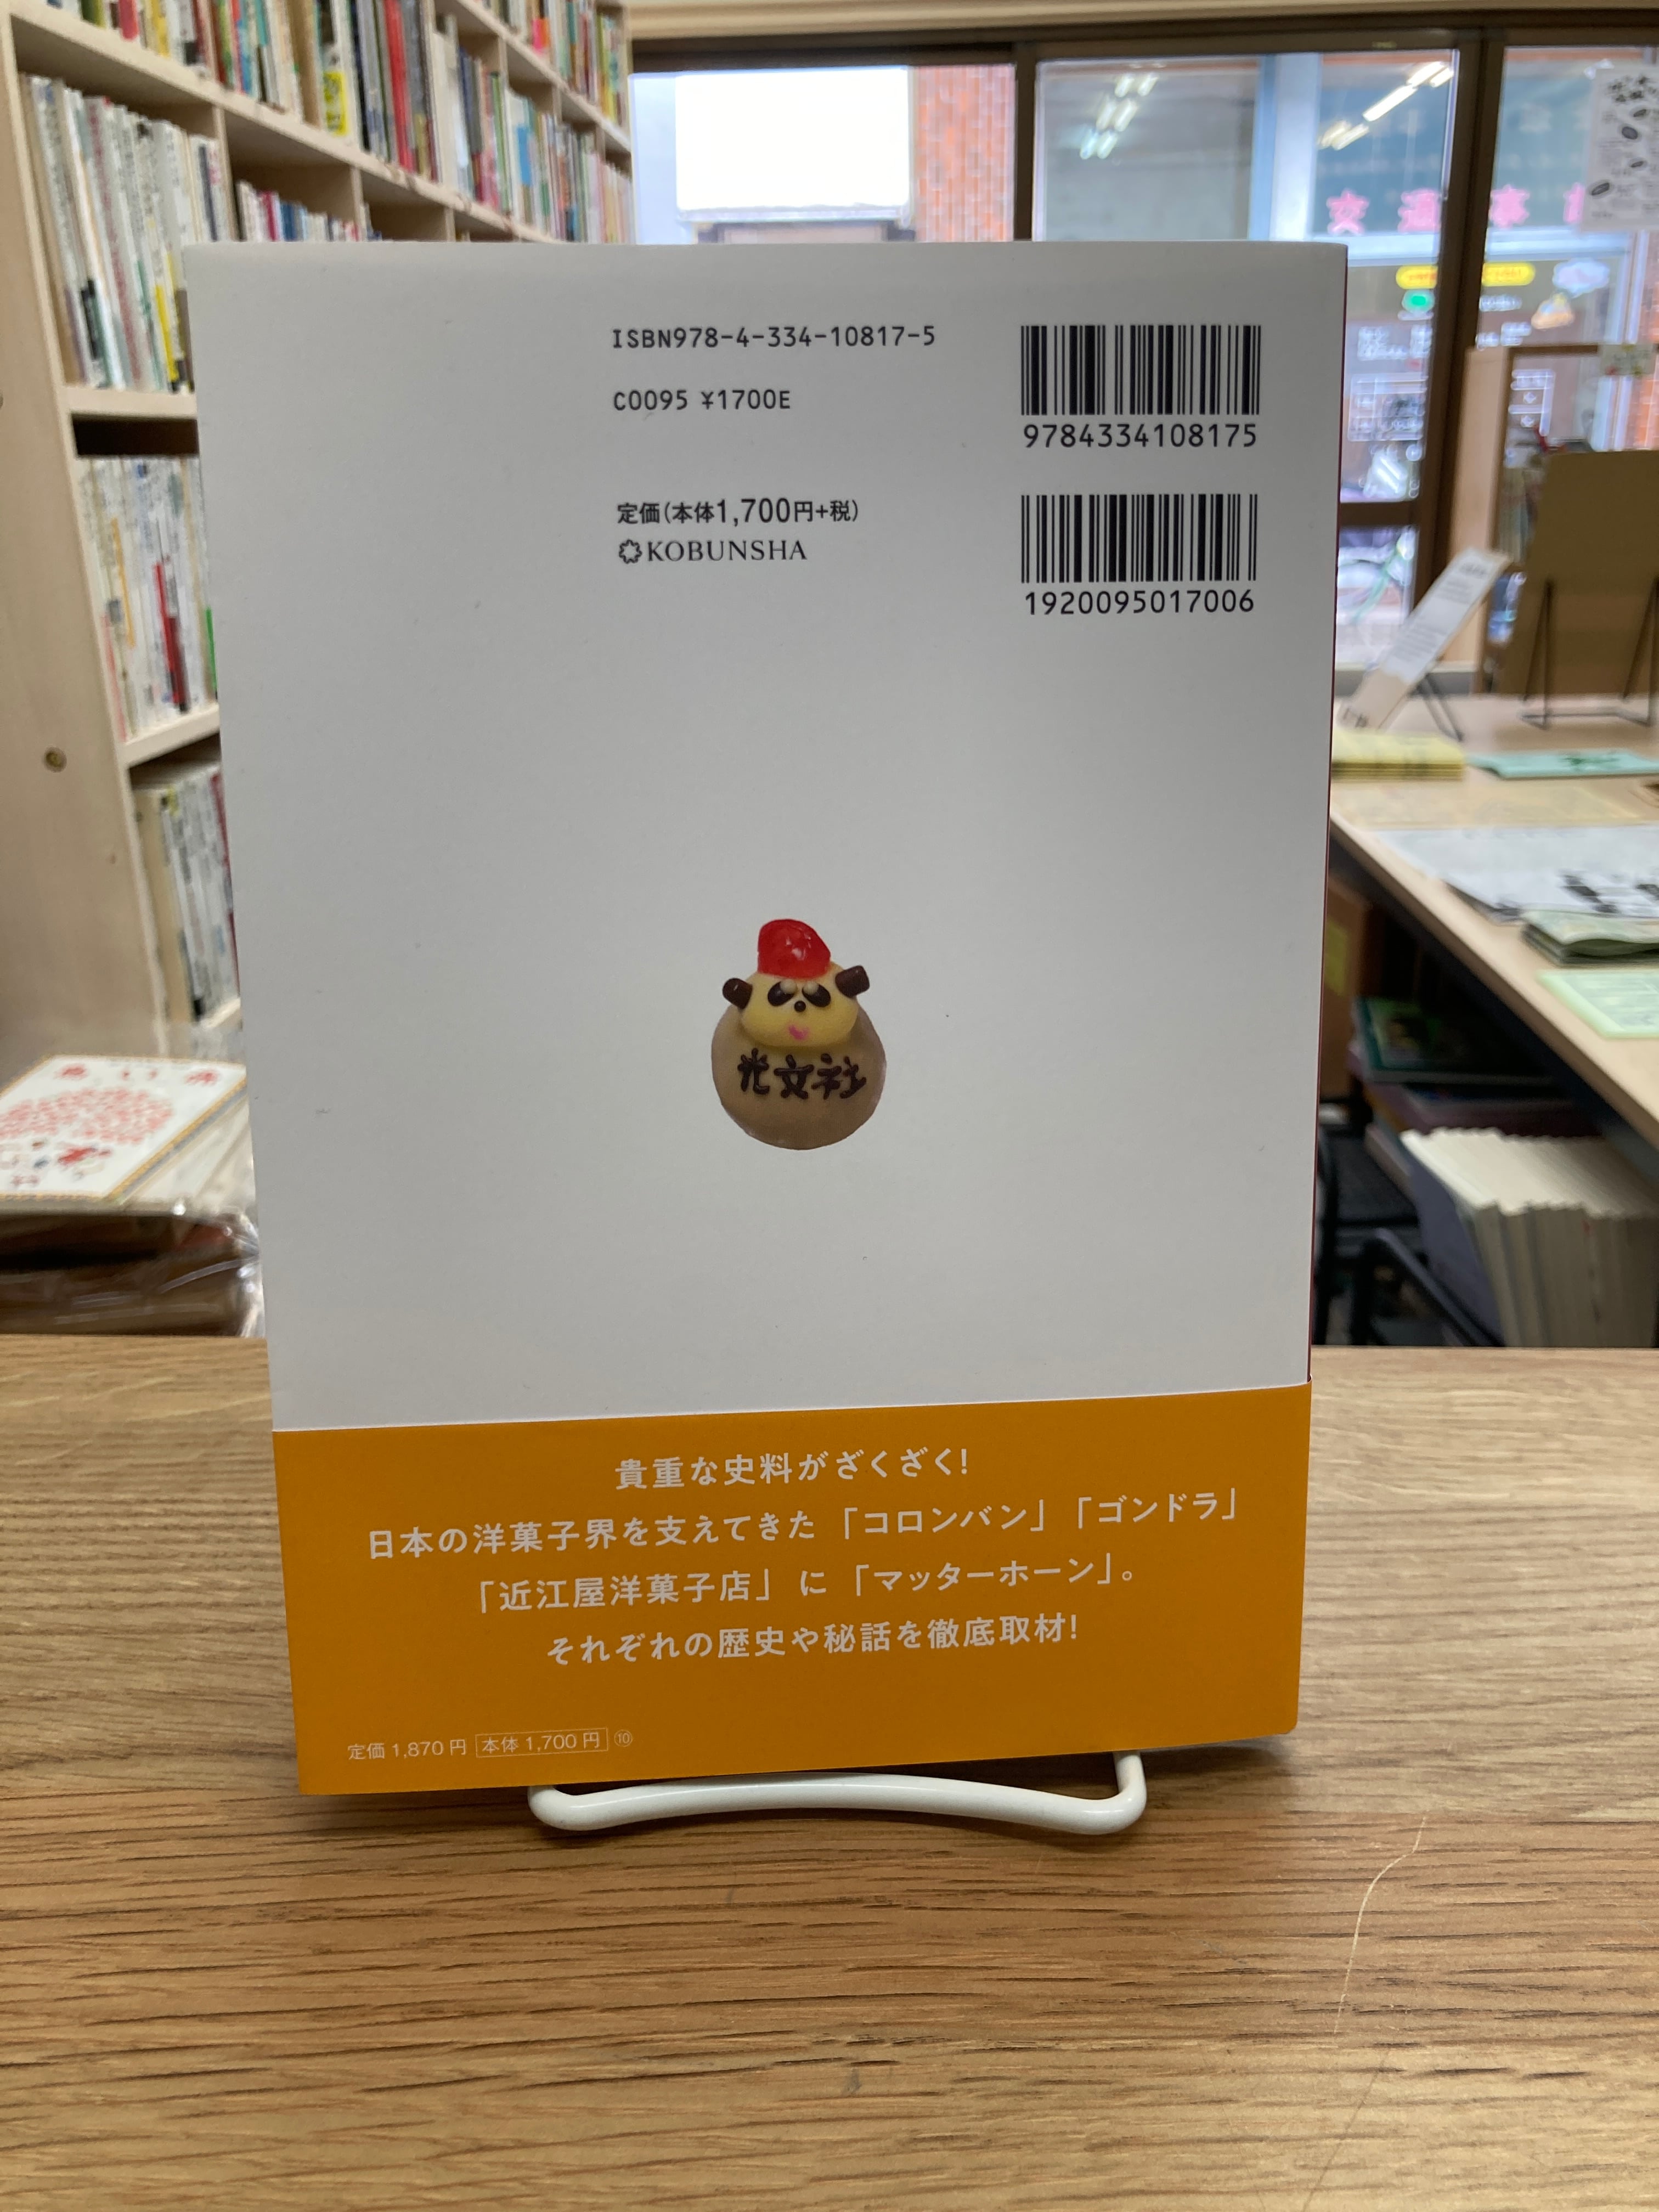 ISBN978-4-334-10817-5
C0095 ¥1700E
9784334108175
定価(本体1,700円+税)
KOBUNSHA
1920095017006
光文社
貴重な史料がざくざく!
日本の洋菓子界を支えてきた「コロンバン」「ゴンドラ」
「近江屋洋菓子店」に「マッターホーン」。
それぞれの歴史や秘話を徹底取材!
定価 1,870 円 本体 1,700 円 ⑩
交通事